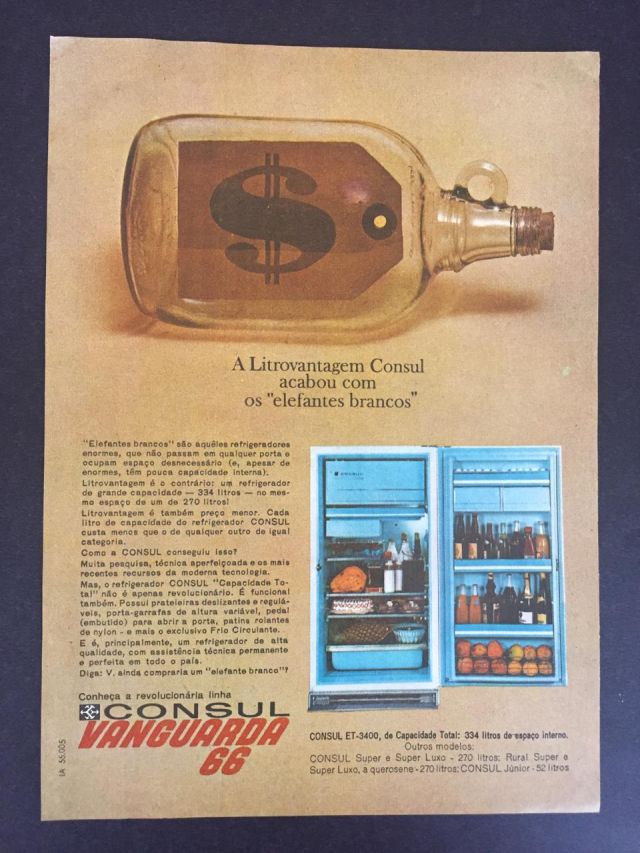 $
A Litrovantagem Consul
acabou com
os "elefantes brancos"
"Elefantes brancos" são aquêles refrigeradores
enormes, que não passam em qualquer porta e
ocupam espaço desnecessário (e, apesar de
enormes, têm pouca capacidade interna).
Litrovantagem é o contrário: um refrigerador
de grande capacidade — 334 litros — no mes-
mo espaço de um de 270 litros!
Litrovantagem é também preço menor. Cada
litro de capacidade do refrigerador CONSUL
custa menos que o de qualquer outro de igual
categoria.
Como a CONSUL conseguiu isso?
Muita pesquisa, técnica aperfeiçoada e os mais
recentes recursos da moderna tecnologia.
Mas, o refrigerador CONSUL "Capacidade To-
tal" não é apenas revolucionário. É funcional
também. Possui prateleiras deslizantes e regulá-
veis, porta-garrafas de altura variável, pedal
(embutido) para abrir a porta, patins rolantes
de nylon - e mais o exclusivo Frio Circulante.
E é, principalmente, um refrigerador de alta
qualidade, com assistência técnica permanente
e perfeita em todo o país.
Diga: V. ainda compraria um "elefante branco"?
Conheça a revolucionária linha
CONSUL
VANGUARDA
66
IA 55.005
CONSUL
CONSUL ET-3400, de Capacidade Total: 334 litros de espaço interno.
Outros modelos:
CONSUL Super e Super Luxo - 270 litros; Rural Super e
Super Luxo, a querosene - 270 litros; CONSUL Júnior - 52 litros